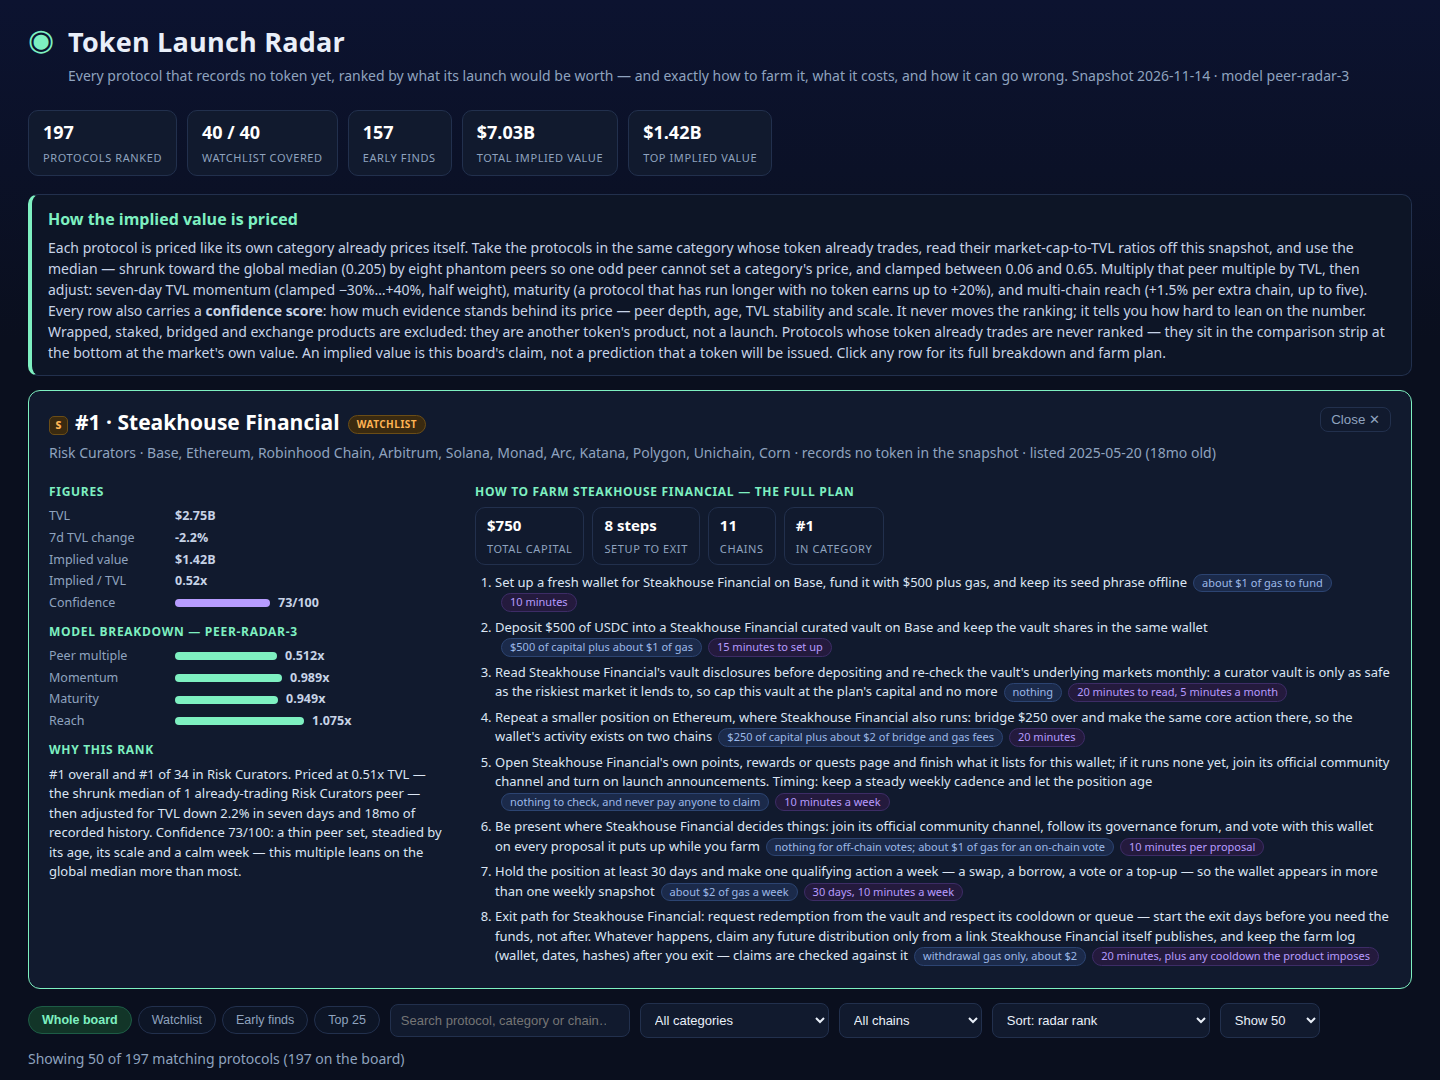 Token Launch Radar
Every protocol that records no token yet, ranked by what its launch would be worth — and exactly how to farm it, what it costs, and how it can go wrong. Snapshot 2026-11-14 · model peer-radar-3
197
PROTOCOLS RANKED
40 / 40
WATCHLIST COVERED
157
EARLY FINDS
$7.03B
TOTAL IMPLIED VALUE
$1.42B
TOP IMPLIED VALUE
How the implied value is priced
Each protocol is priced like its own category already prices itself. Take the protocols in the same category whose token already trades, read their market-cap-to-TVL ratios off this snapshot, and use the
median — shrunk toward the global median (0.205) by eight phantom peers so one odd peer cannot set a category's price, and clamped between 0.06 and 0.65. Multiply that peer multiple by TVL, then
adjust: seven-day TVL momentum (clamped −30%…+40%, half weight), maturity (a protocol that has run longer with no token earns up to +20%), and multi-chain reach (+1.5% per extra chain, up to five).
Every row also carries a confidence score: how much evidence stands behind its price — peer depth, age, TVL stability and scale. It never moves the ranking; it tells you how hard to lean on the number.
Wrapped, staked, bridged and exchange products are excluded: they are another token's product, not a launch. Protocols whose token already trades are never ranked — they sit in the comparison strip at
the bottom at the market's own value. An implied value is this board's claim, not a prediction that a token will be issued. Click any row for its full breakdown and farm plan.
S #1 · Steakhouse Financial WATCHLIST
Close ✕
Risk Curators · Base, Ethereum, Robinhood Chain, Arbitrum, Solana, Monad, Arc, Katana, Polygon, Unichain, Corn · records no token in the snapshot · listed 2025-05-20 (18mo old)
FIGURES
TVL $2.75B
7d TVL change -2.2%
Implied value $1.42B
Implied / TVL 0.52x
Confidence 73/100
MODEL BREAKDOWN — PEER-RADAR-3
Peer multiple 0.512x
Momentum 0.989x
Maturity 0.949x
Reach 1.075x
WHY THIS RANK
#1 overall and #1 of 34 in Risk Curators. Priced at 0.51x TVL —
the shrunk median of 1 already-trading Risk Curators peer —
then adjusted for TVL down 2.2% in seven days and 18mo of
recorded history. Confidence 73/100: a thin peer set, steadied by
its age, its scale and a calm week — this multiple leans on the
global median more than most.
HOW TO FARM STEAKHOUSE FINANCIAL — THE FULL PLAN
$750
TOTAL CAPITAL
8 steps
SETUP TO EXIT
11
CHAINS
#1
IN CATEGORY
1. Set up a fresh wallet for Steakhouse Financial on Base, fund it with $500 plus gas, and keep its seed phrase offline about $1 of gas to fund
10 minutes
2. Deposit $500 of USDC into a Steakhouse Financial curated vault on Base and keep the vault shares in the same wallet
$500 of capital plus about $1 of gas 15 minutes to set up
3. Read Steakhouse Financial's vault disclosures before depositing and re-check the vault's underlying markets monthly: a curator vault is only as safe
as the riskiest market it lends to, so cap this vault at the plan's capital and no more nothing 20 minutes to read, 5 minutes a month
4. Repeat a smaller position on Ethereum, where Steakhouse Financial also runs: bridge $250 over and make the same core action there, so the
wallet's activity exists on two chains $250 of capital plus about $2 of bridge and gas fees 20 minutes
5. Open Steakhouse Financial's own points, rewards or quests page and finish what it lists for this wallet; if it runs none yet, join its official community
channel and turn on launch announcements. Timing: keep a steady weekly cadence and let the position age
nothing to check, and never pay anyone to claim 10 minutes a week
6. Be present where Steakhouse Financial decides things: join its official community channel, follow its governance forum, and vote with this wallet
on every proposal it puts up while you farm nothing for off-chain votes; about $1 of gas for an on-chain vote 10 minutes per proposal
7. Hold the position at least 30 days and make one qualifying action a week — a swap, a borrow, a vote or a top-up — so the wallet appears in more
than one weekly snapshot about $2 of gas a week 30 days, 10 minutes a week
8. Exit path for Steakhouse Financial: request redemption from the vault and respect its cooldown or queue — start the exit days before you need the
funds, not after. Whatever happens, claim any future distribution only from a link Steakhouse Financial itself publishes, and keep the farm log
(wallet, dates, hashes) after you exit — claims are checked against it withdrawal gas only, about $2 20 minutes, plus any cooldown the product imposes
Whole board Watchlist Early finds Top 25 Search protocol, category or chain.. All categories All chains Sort: radar rank Show 50
Showing 50 of 197 matching protocols (197 on the board)